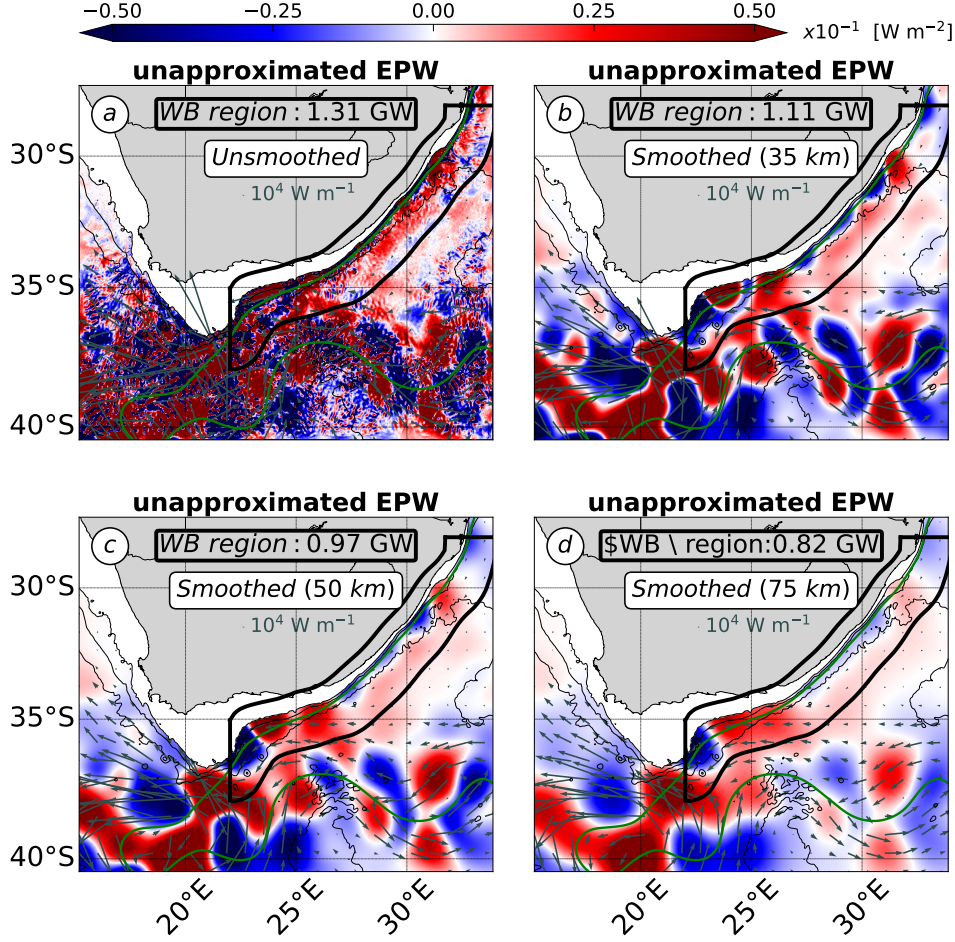 −0.50 −0.25 0.00 0.25 0.50 x10⁻¹ [W m⁻²]
unapproximated EPW unapproximated EPW
a WB region : 1.31 GW b WB region : 1.11 GW
30°S Unsmoothed Smoothed (35 km)
10⁴ W m⁻¹ 10⁴ W m⁻¹
35°S
40°S
unapproximated EPW unapproximated EPW
c WB region : 0.97 GW d $WB \ region:0.82 GW
30°S Smoothed (50 km) Smoothed (75 km)
10⁴ W m⁻¹ 10⁴ W m⁻¹
35°S
40°S
20°E 25°E 30°E 20°E 25°E 30°E